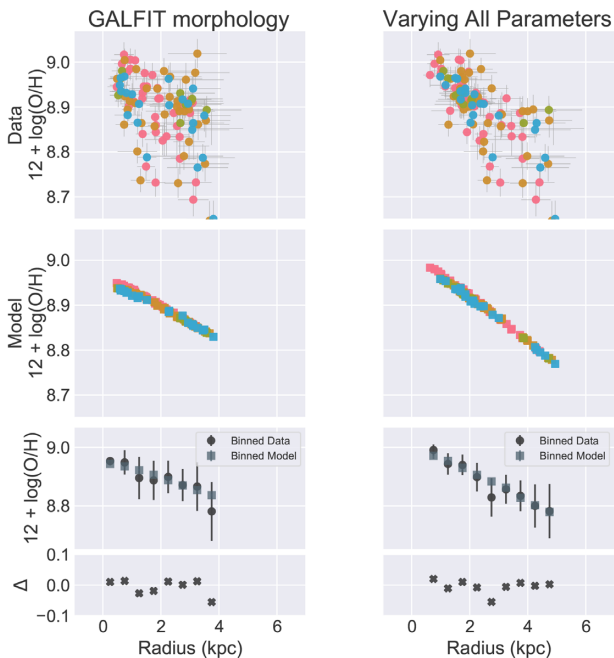 GALFIT morphology
Varying All Parameters
Data
12 + log(O/H)
9.0
8.9
8.8
8.7
Model
12 + log(O/H)
9.0
8.9
8.8
8.7
12 + log(O/H)
9.0
8.8
Binned Data
Binned Model
Binned Data
Binned Model
Δ
0.1
0.0
−0.1
0 2 4 6
Radius (kpc)
0 2 4 6
Radius (kpc)